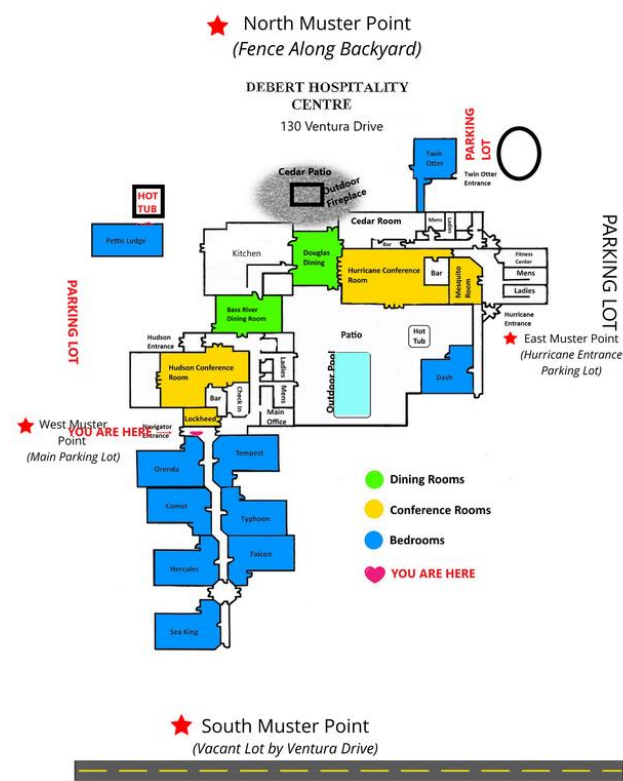 North Muster Point
(Fence Along Backyard)
DEBERT HOSPITALITY
CENTRE
130 Ventura Drive
PARKING
LOT
Twin
Otter
Twin Otter
Entrance
Cedar Patio
Outdoor
Fireplace
HOT
TUB
Pettis Lodge
Cedar Room
Mens
Ladies
Bar
Kitchen
Douglas
Dining
Hurricane Conference
Room
Bar
Mesquito
Room
Fitness
Center
Mens
Ladies
PARKING LOT
PARKING LOT
Hurricane
Entrance
East Muster Point
(Hurricane Entrance
Parking Lot)
Bass River
Dining Room
Patio
Hot
Tub
Outdoor Pool
Dash
Hudson
Entrance
Hudson Conference
Room
Bar
Check In
Ladies
Mens
Main
Office
Lockheed
West Muster
Point
(Main Parking Lot)
Navigator
Entrance
YOU ARE HERE →
Orenda
Tempest
Comet
Typhoon
Hercules
Falcon
Sea King
Dining Rooms
Conference Rooms
Bedrooms
YOU ARE HERE
South Muster Point
(Vacant Lot by Ventura Drive)